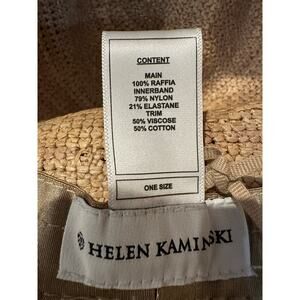 CONTENT
MAIN
100% RAFFIA
INNERBAND
79% NYLON
21% ELASTANE
TRIM
50% VISCOSE
50% COTTON
ONE SIZE
HELEN KAMINSKI